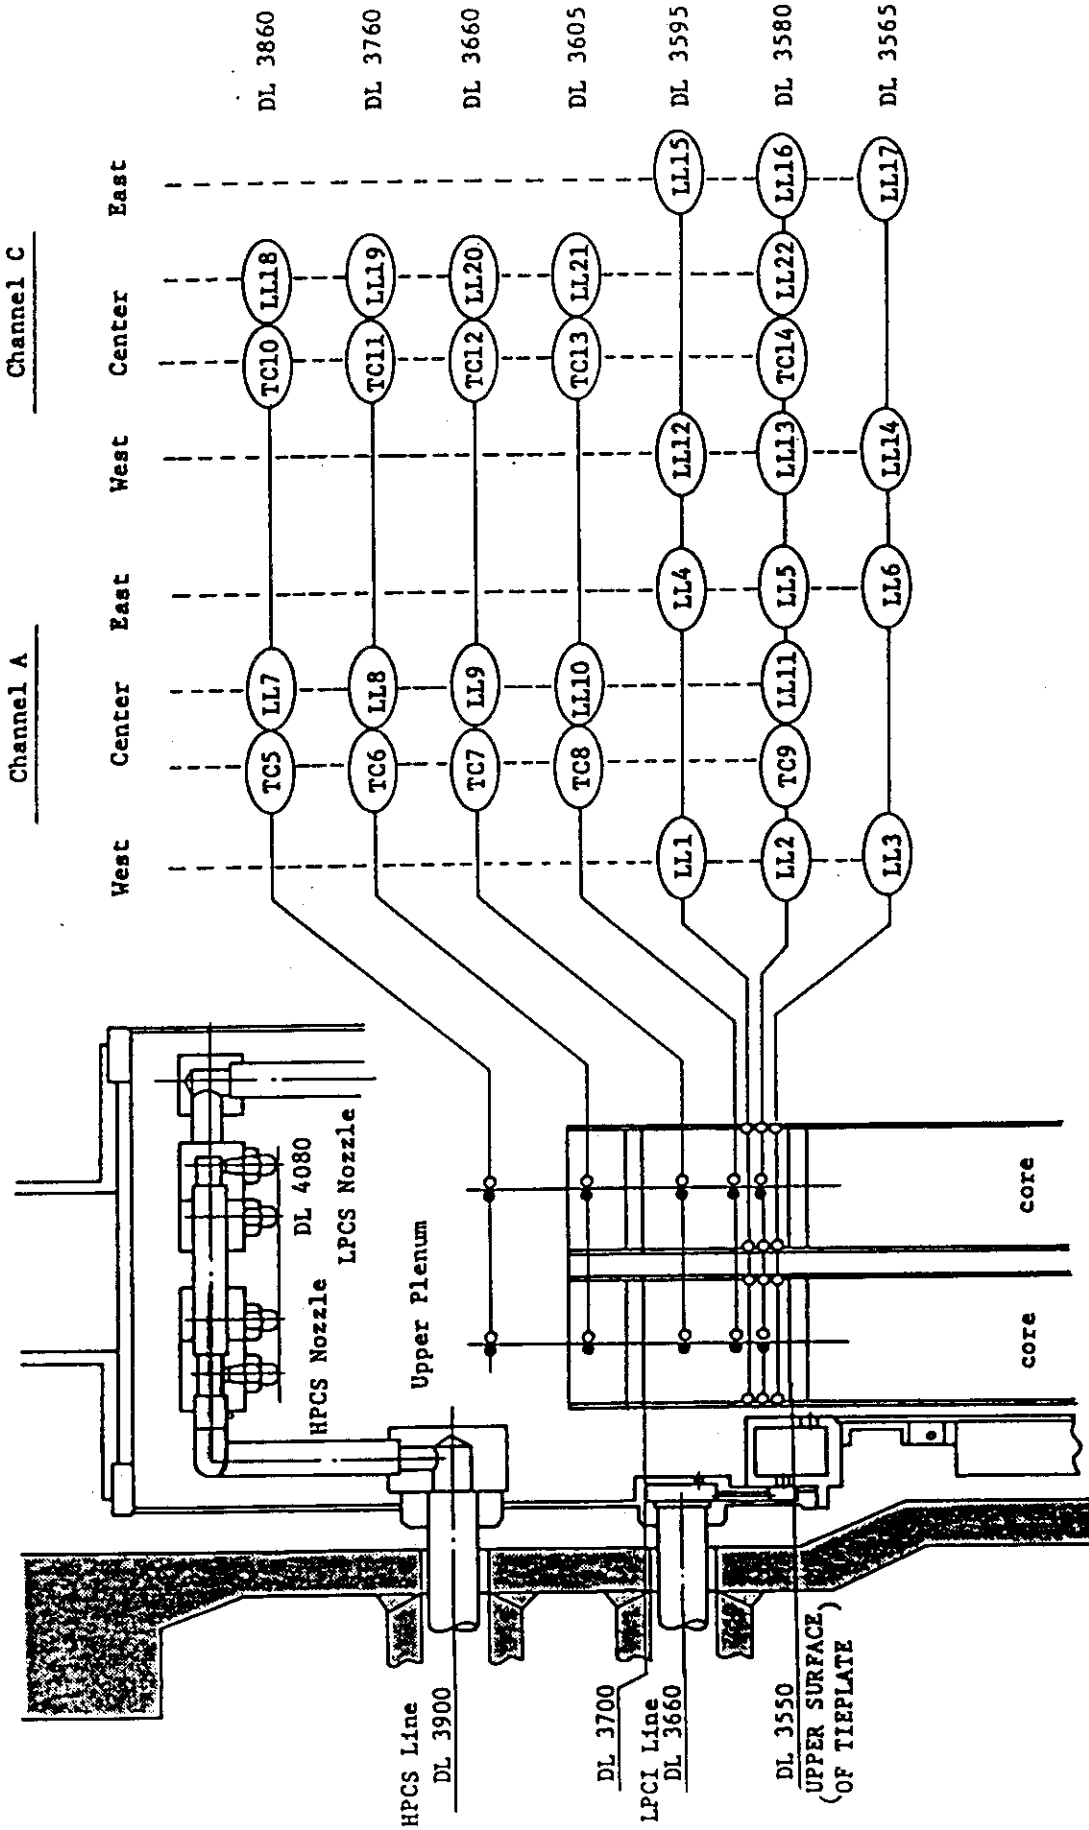 Channel A
Channel C
West
Center
East
West
Center
East
TC5
LL7
TC10
LL18
DL 3860
TC6
LL8
TC11
LL19
DL 3760
TC7
LL9
TC12
LL20
DL 3660
TC8
LL10
TC13
LL21
DL 3605
LL1
LL4
LL12
LL15
DL 3595
LL2
TC9
LL11
LL5
LL13
TC14
LL22
LL16
DL 3580
LL3
LL6
LL14
LL17
DL 3565
HPCS Nozzle
DL 4080
LPCS Nozzle
Upper Plenum
HPCS Line
DL 3900
DL 3700
LPCI Line
DL 3660
DL 3550
(UPPER SURFACE
OF TIEPLATE)
core
core